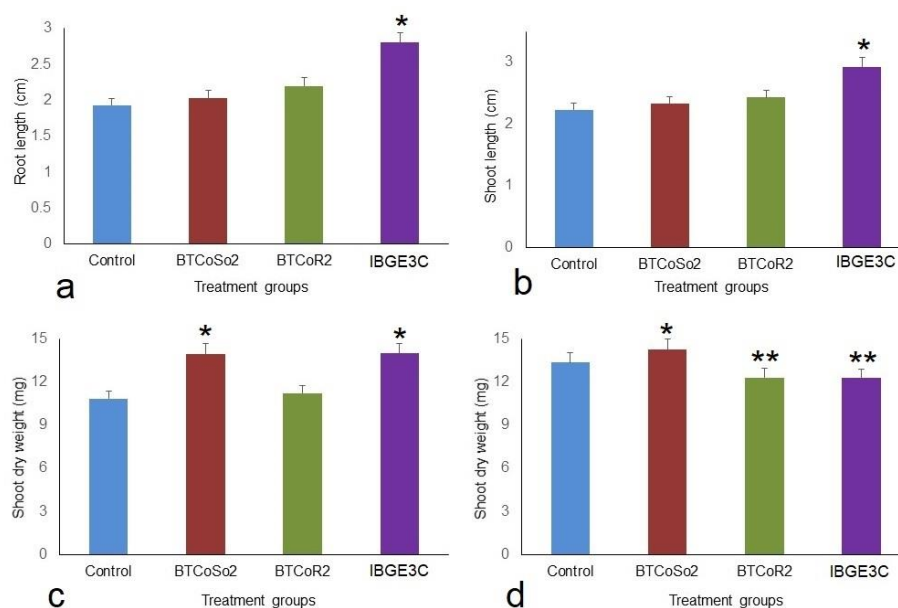 Root length (cm)
3
2.5
2
1.5
1
0.5
0
*
Control BTCoSo2 BTCoR2 IBGE3C
Treatment groups
a
Shoot length (cm)
3
2
1
0
*
Control BTCoSo2 BTCoR2 IBGE3C
Treatment groups
b
Shoot dry weight (mg)
15
12
9
6
3
0
* *
Control BTCoSo2 BTCoR2 IBGE3C
Treatment groups
c
Shoot dry weight (mg)
15
12
9
6
3
0
* ** **
Control BTCoSo2 BTCoR2 IBGE3C
Treatment groups
d